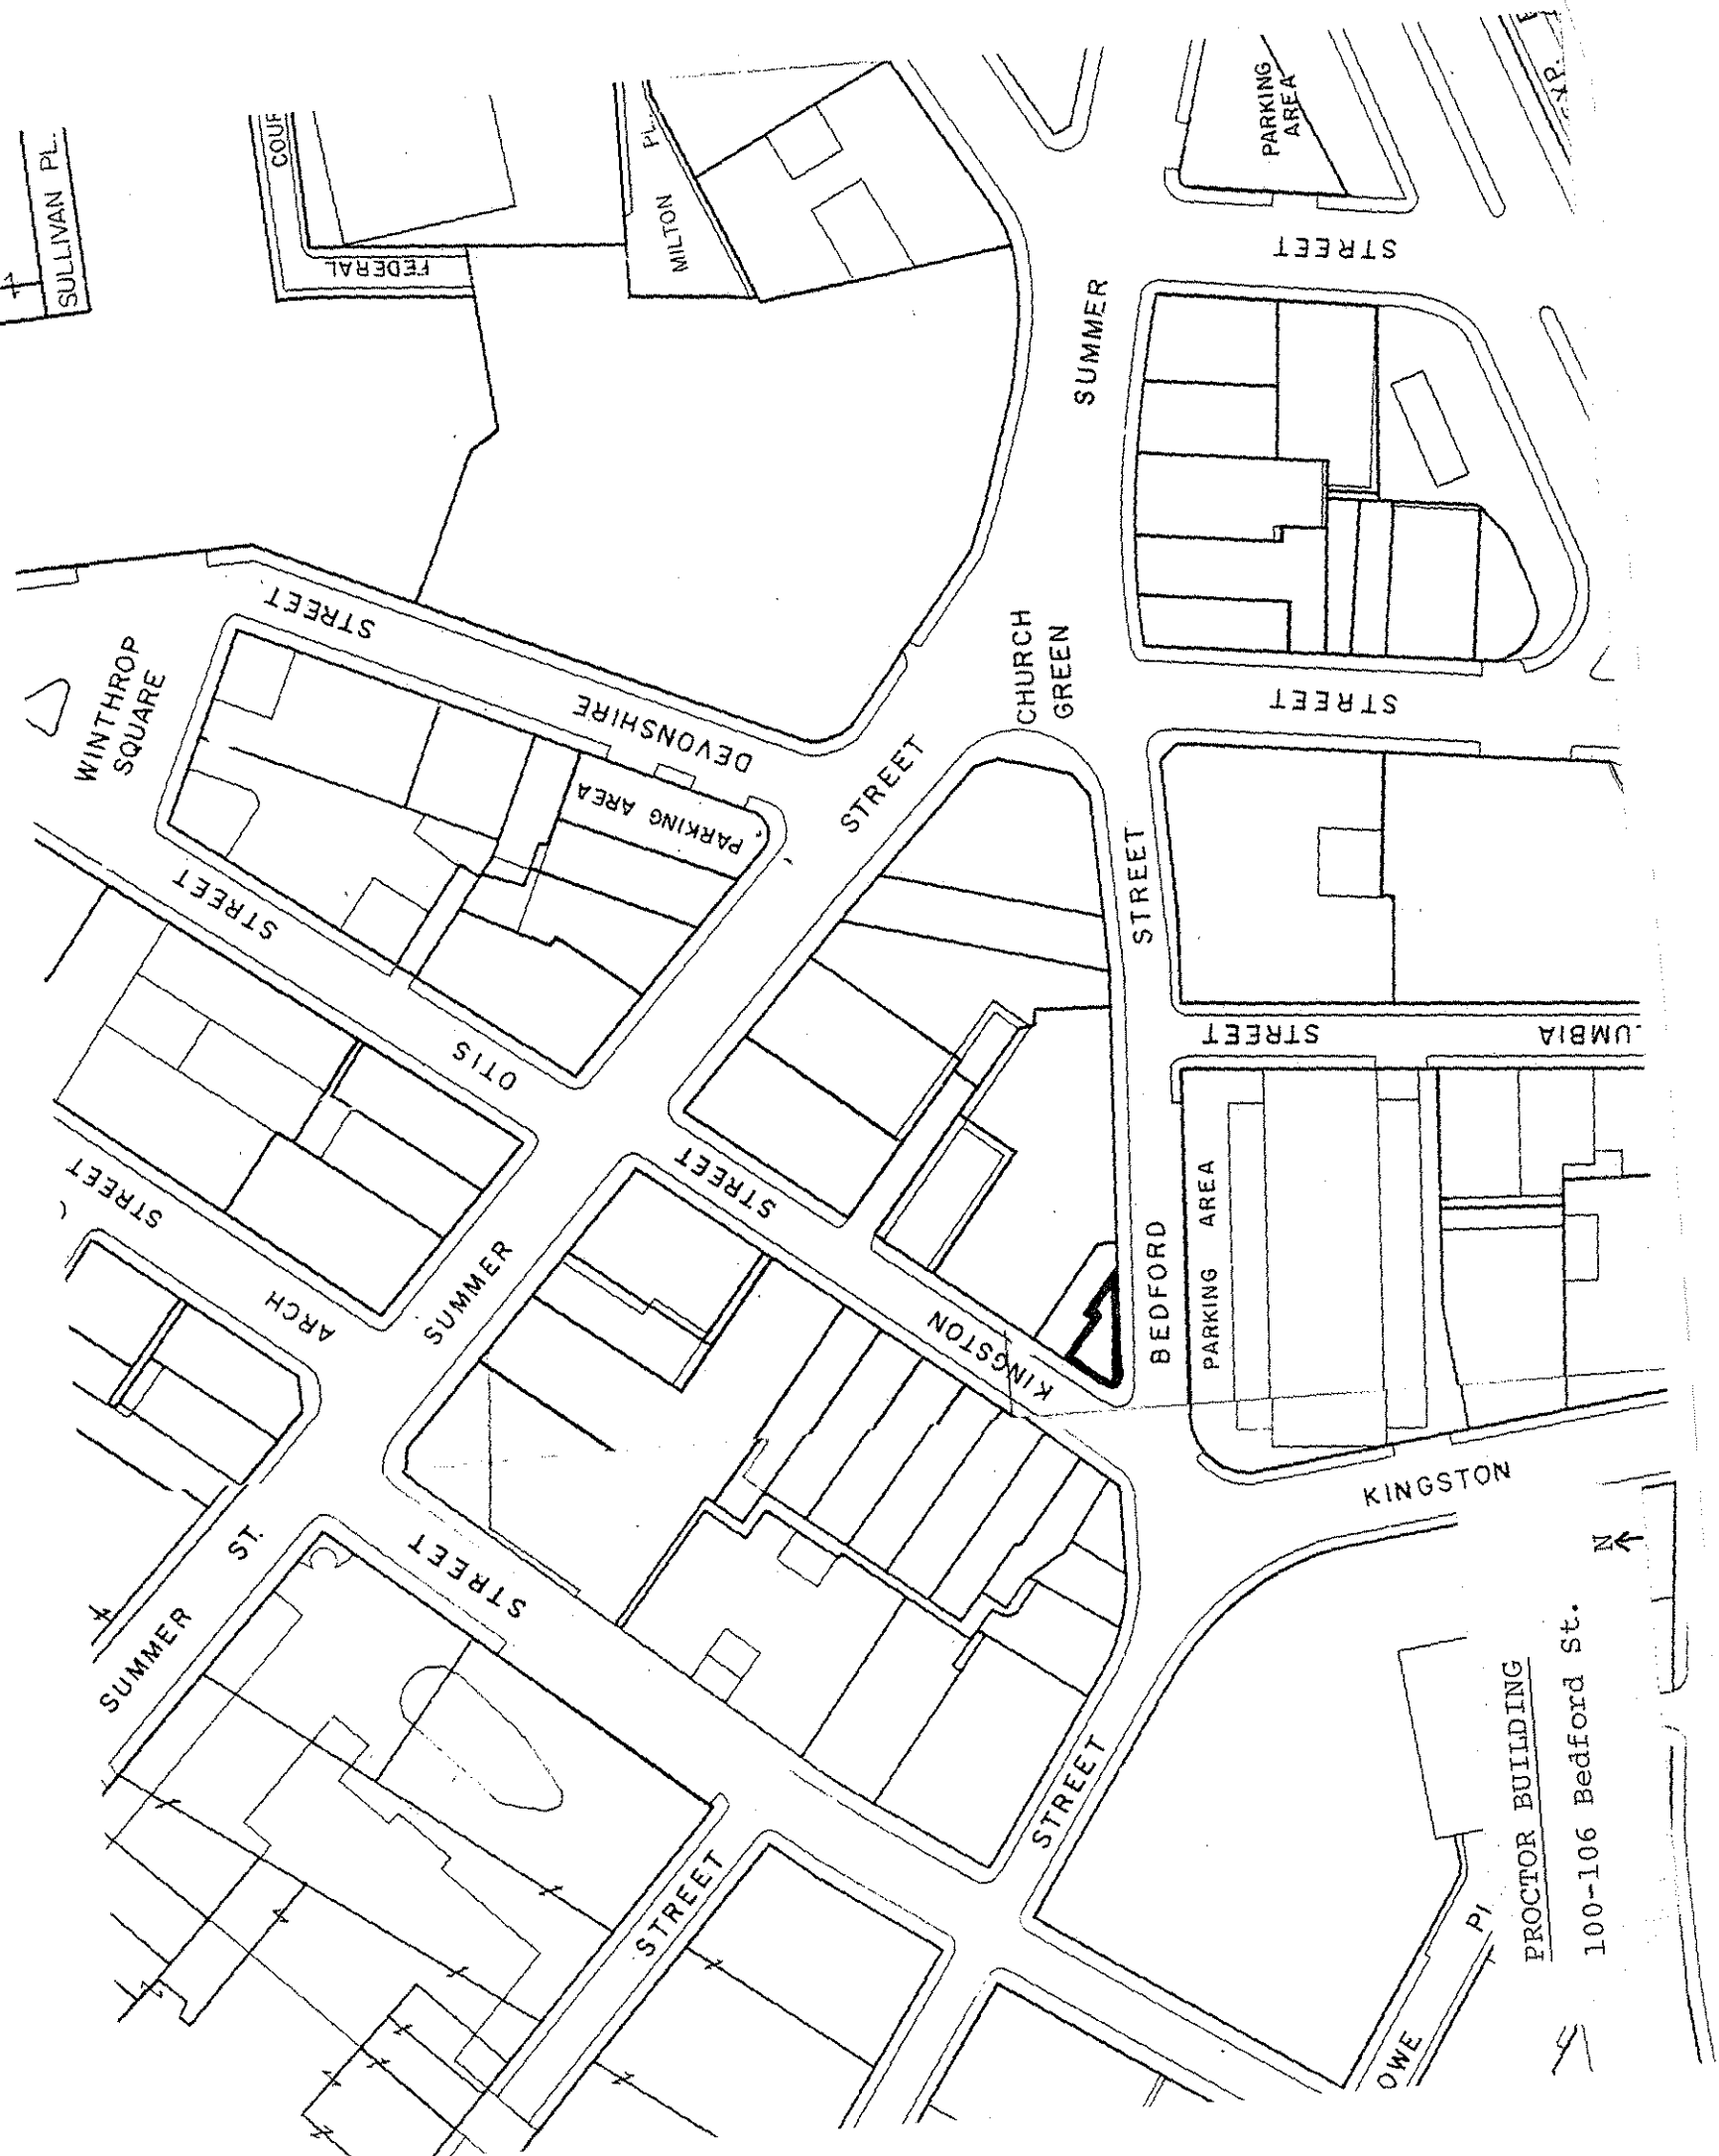 SULLIVAN PL.
COUR
FEDERAL
MILTON
PL.
PARKING
AREA
XP.
STREET
SUMMER
WINTHROP
SQUARE
STREET
DEVONSHIRE
PARKING AREA
STREET
CHURCH
GREEN
STREET
STREET
OTIS
STREET
STREET
UMBIA
STREET
ARCH
SUMMER
STREET
KINGSTON
BEDFORD
PARKING AREA
KINGSTON
SUMMER
ST.
STREET
STREET
STREET
OWE
Pl
N
PROCTOR BUILDING
100-106 Bedford St.